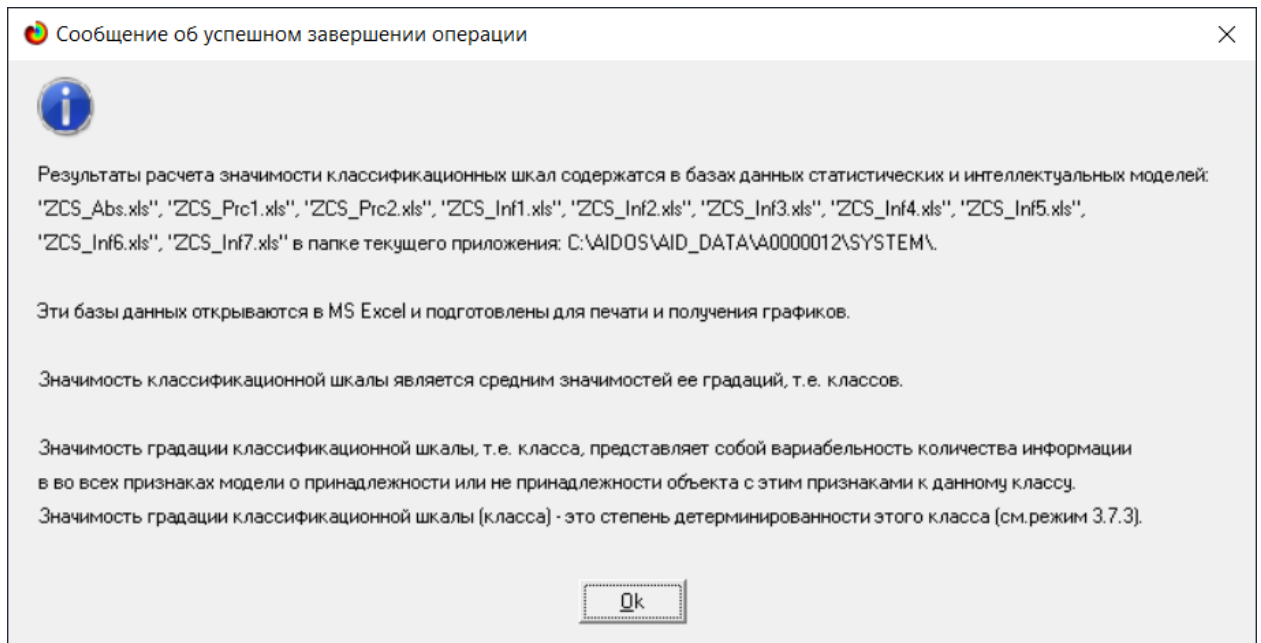 Сообщение об успешном завершении операции
Результаты расчета значимости классификационных шкал содержатся в базах данных статистических и интеллектуальных моделей:
"ZCS_Abs.xls", "ZCS_Prc1.xls", "ZCS_Prc2.xls", "ZCS_Inf1.xls", "ZCS_Inf2.xls", "ZCS_Inf3.xls", "ZCS_Inf4.xls", "ZCS_Inf5.xls",
"ZCS_Inf6.xls", "ZCS_Inf7.xls" в папке текущего приложения: C:\AIDOS\AID_DATA\A0000012\SYSTEM\.
Эти базы данных открываются в MS Excel и подготовлены для печати и получения графиков.
Значимость классификационной шкалы является средним значимостей ее градаций, т.е. классов.
Значимость градации классификационной шкалы, т.е. класса, представляет собой вариабельность количества информации
в во всех признаках модели о принадлежности или не принадлежности объекта с этим признаками к данному классу.
Значимость градации классификационной шкалы (класса) - это степень детерминированности этого класса (см.режим 3.7.3).
Ok